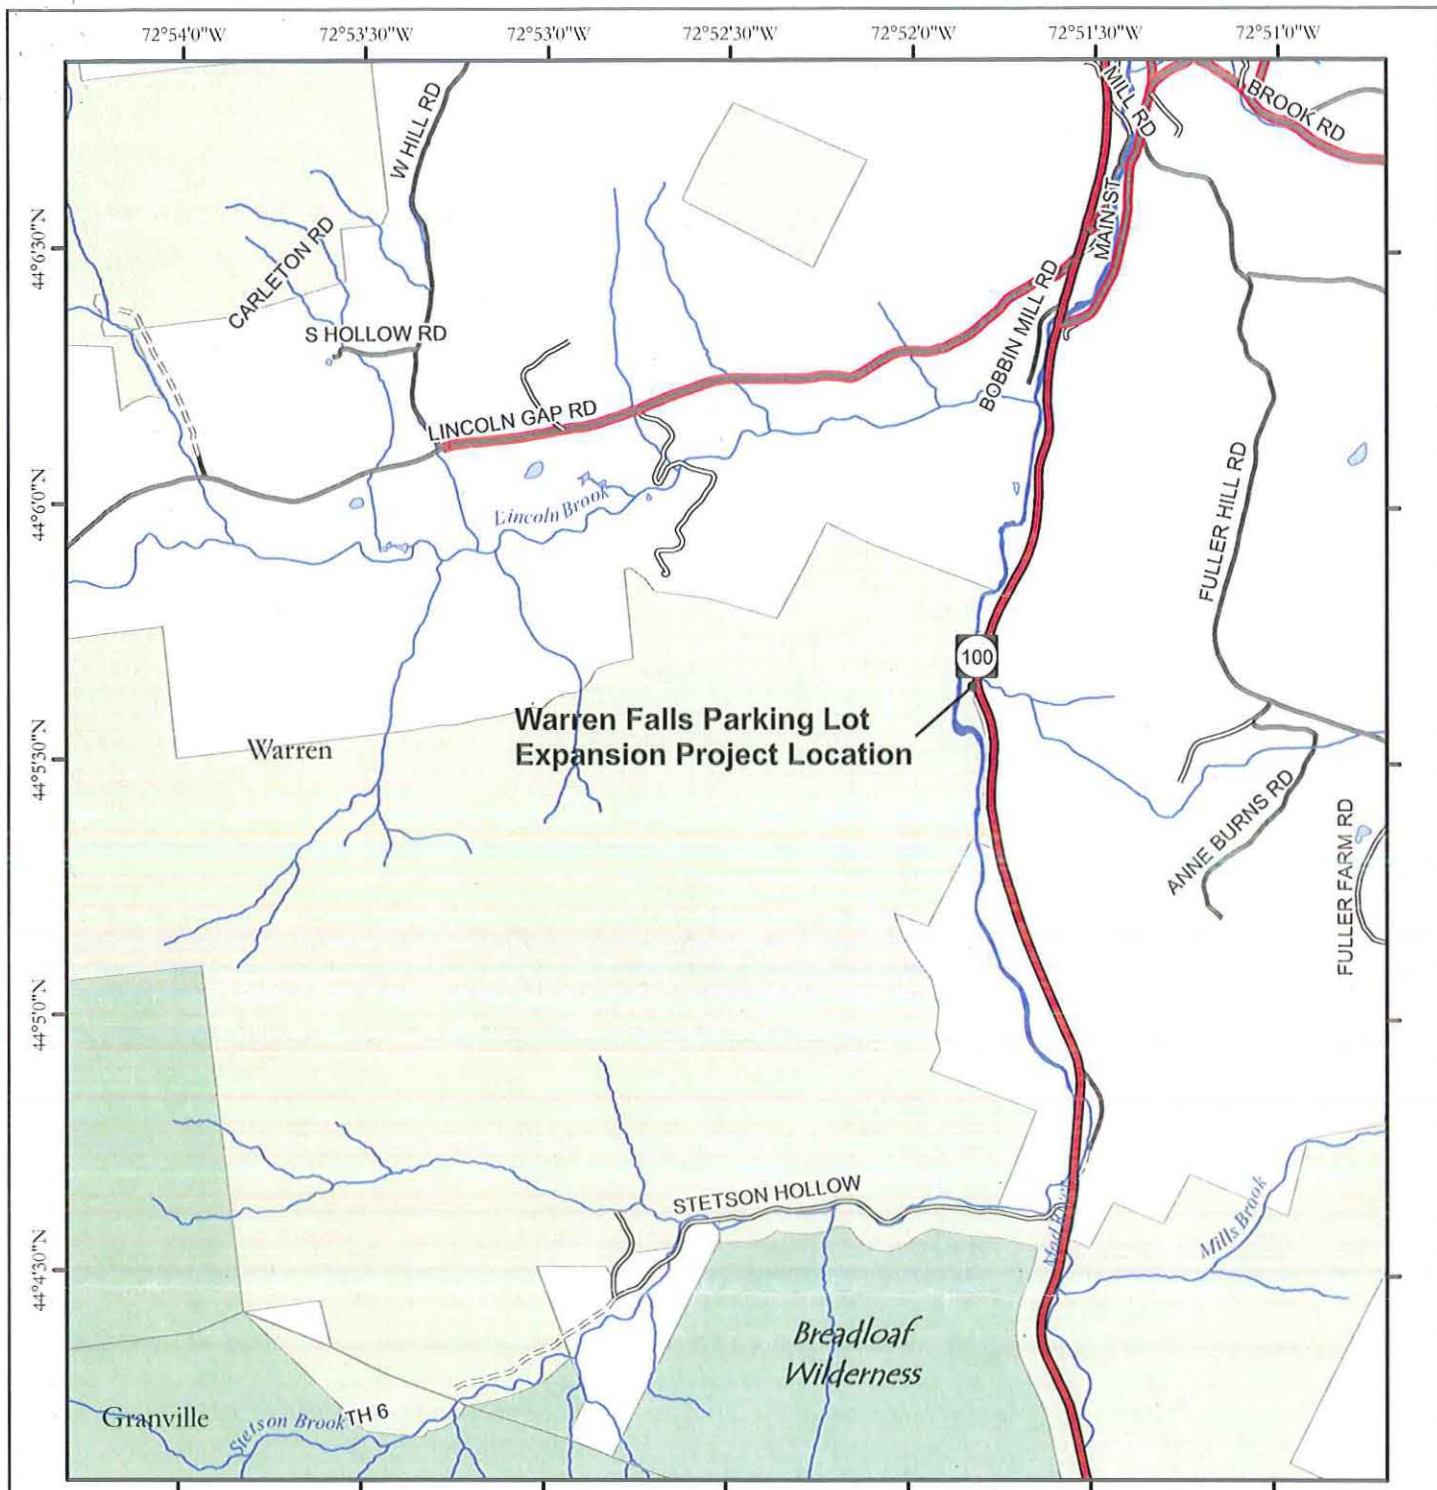 72°54'0"W
72°53'30"W
72°53'0"W
72°52'30"W
72°52'0"W
72°51'30"W
72°51'0"W
44°6'30"N
44°6'0"N
44°5'30"N
44°5'0"N
44°4'30"N
W HILL RD
MILL RD
BROOK RD
MAIN ST
CARLETON RD
S HOLLOW RD
BOBBIN MILL RD
LINCOLN GAP RD
Lincoln Brook
FULLER HILL RD
100
Warren Falls Parking Lot
Expansion Project Location
Warren
ANNE BURNS RD
FULLER FARM RD
STETSON HOLLOW
Mad River
Mills Brook
Breadloaf
Wilderness
Granville
Stetson Brook
TH 6